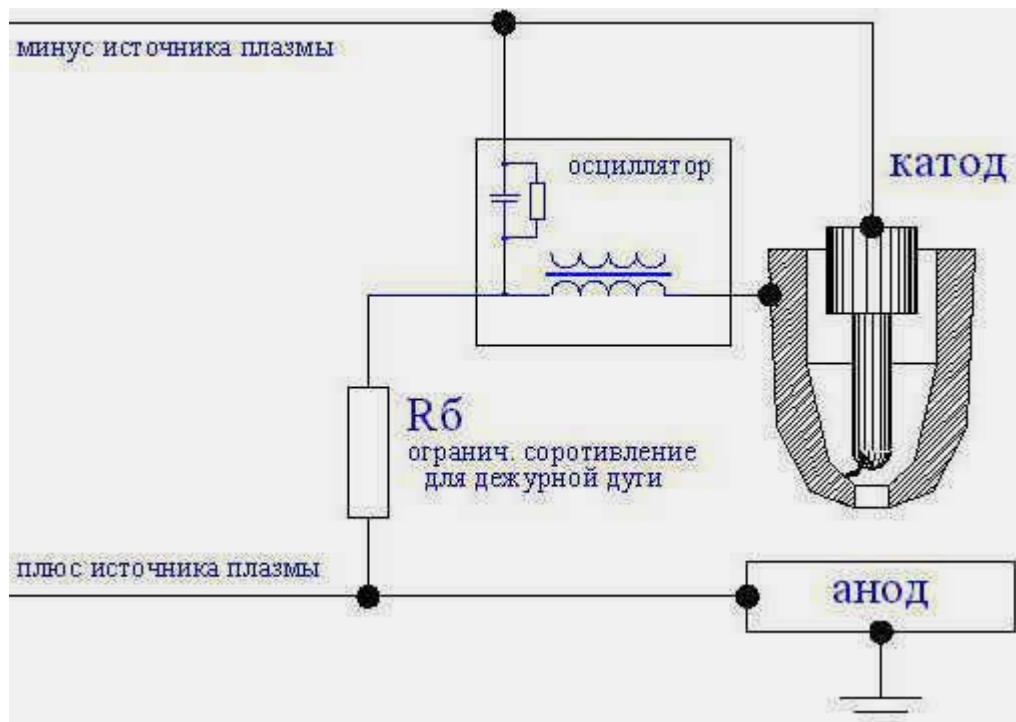 минус источника плазмы
осциллятор
катод
Rб
огранич. соротивление
для дежурной дуги
плюс источника плазмы
анод